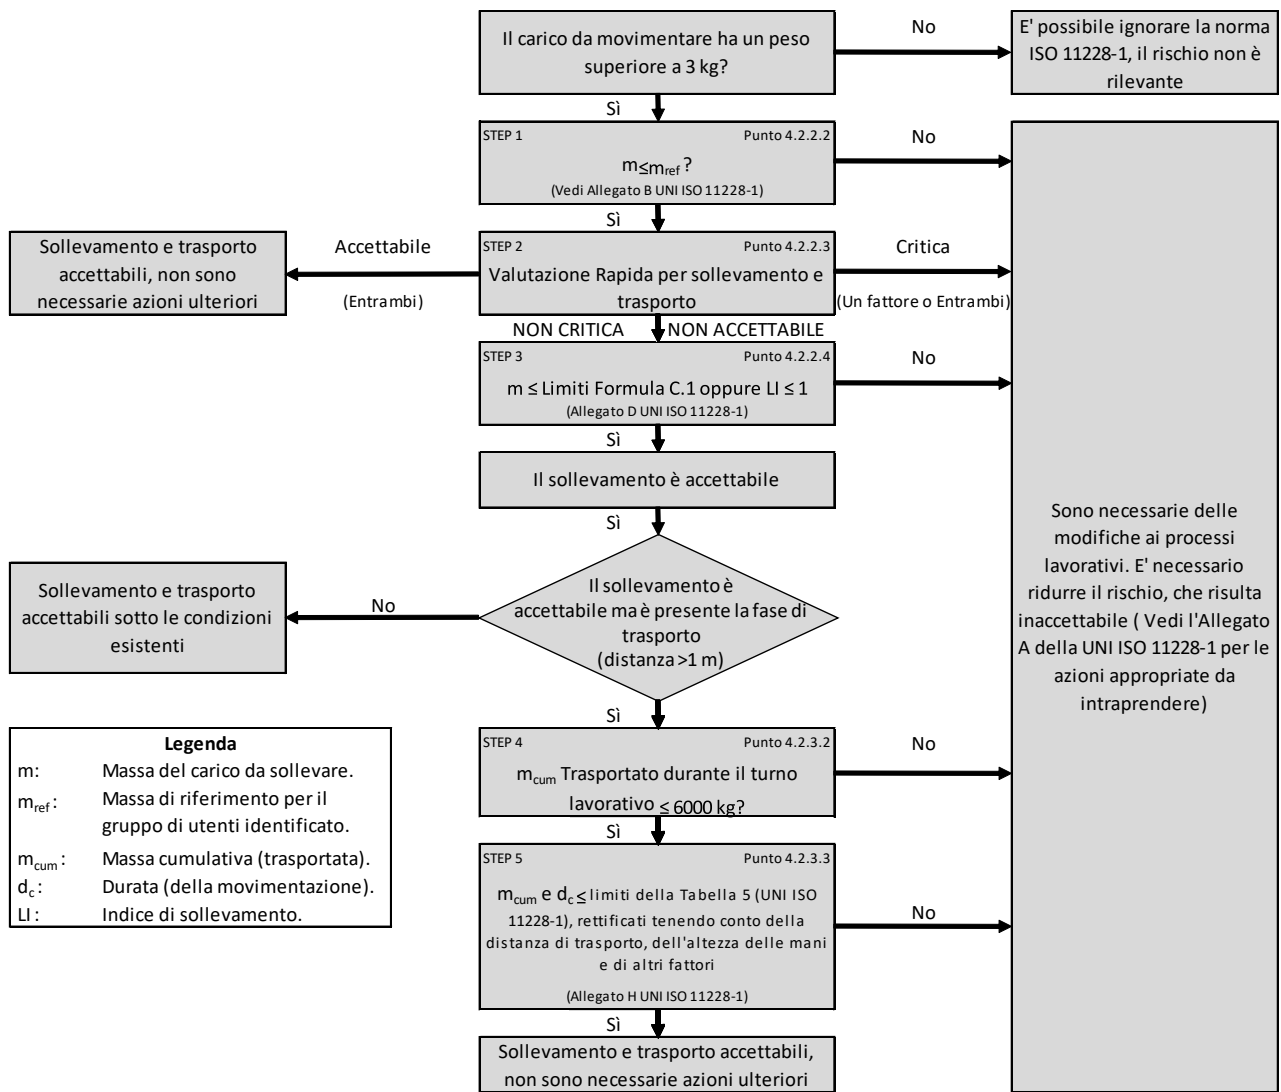 Il carico da movimentare ha un peso
superiore a 3 kg?
No
E' possibile ignorare la norma
ISO 11228-1, il rischio non è
rilevante
Sì
STEP 1 Punto 4.2.2.2
m≤mref ?
(Vedi Allegato B UNI ISO 11228-1)
No
Sì
Sollevamento e trasporto
accettabili, non sono
necessarie azioni ulteriori
Accettabile
(Entrambi)
STEP 2 Punto 4.2.2.3
Valutazione Rapida per sollevamento e
trasporto
Critica
(Un fattore o Entrambi)
NON CRITICA NON ACCETTABILE
STEP 3 Punto 4.2.2.4
m ≤ Limiti Formula C.1 oppure LI ≤ 1
(Allegato D UNI ISO 11228-1)
No
Sì
Il sollevamento è accettabile
Sì
Il sollevamento è
accettabile ma è presente la fase di
trasporto
(distanza >1 m)
No
Sollevamento e trasporto
accettabili sotto le condizioni
esistenti
Sono necessarie delle
modifiche ai processi
lavorativi. E' necessario
ridurre il rischio, che risulta
inaccettabile ( Vedi l'Allegato
A della UNI ISO 11228-1 per le
azioni appropriate da
intraprendere)
Sì
STEP 4 Punto 4.2.3.2
mcum Trasportato durante il turno
lavorativo ≤ 6000 kg?
No
Sì
STEP 5 Punto 4.2.3.3
mcum e dc ≤ limiti della Tabella 5 (UNI ISO
11228-1), rettificati tenendo conto della
distanza di trasporto, dell'altezza delle mani
e di altri fattori
(Allegato H UNI ISO 11228-1)
No
Sì
Sollevamento e trasporto accettabili,
non sono necessarie azioni ulteriori
Legenda
m: Massa del carico da sollevare.
mref : Massa di riferimento per il
gruppo di utenti identificato.
mcum : Massa cumulativa (trasportata).
dc : Durata (della movimentazione).
LI : Indice di sollevamento.